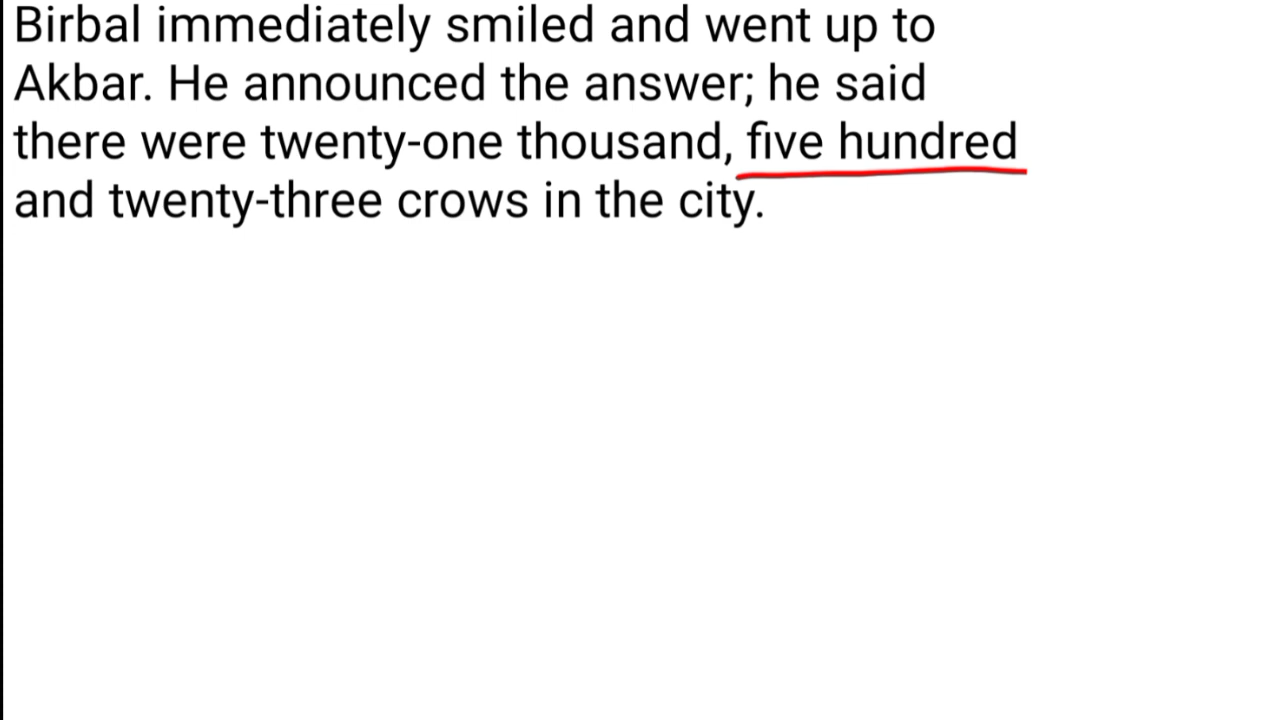 Birbal immediately smiled and went up to
Akbar. He announced the answer; he said
there were twenty-one thousand, five hundred
and twenty-three crows in the city.